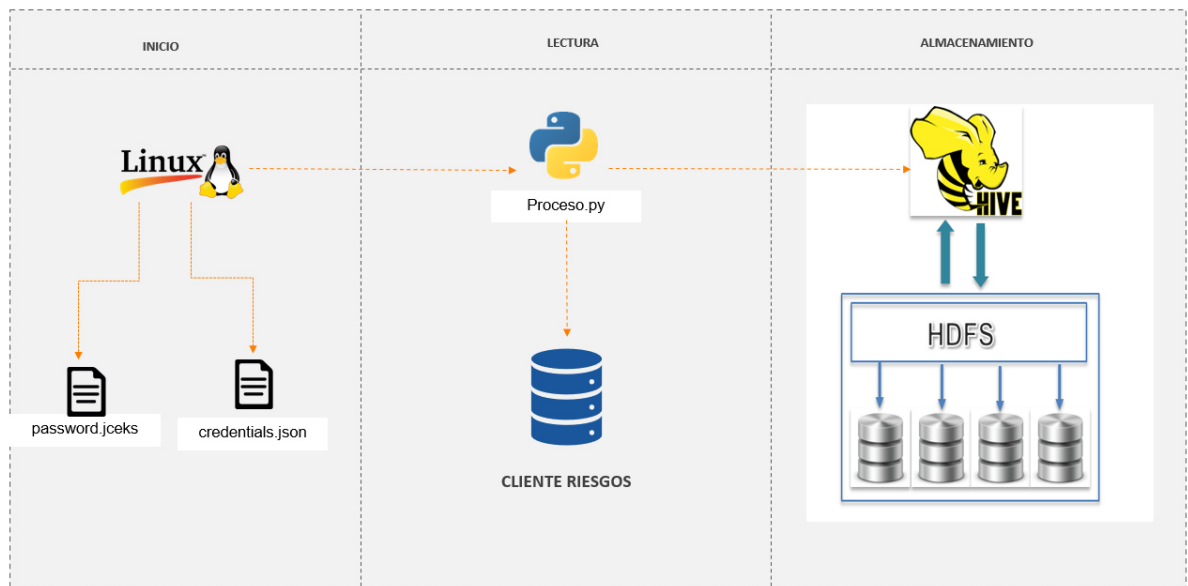 INICIO
LECTURA
ALMACENAMIENTO
Linux
Proceso.py
HIVE
HDFS
password.jceks
credentials.json
CLIENTE RIESGOS